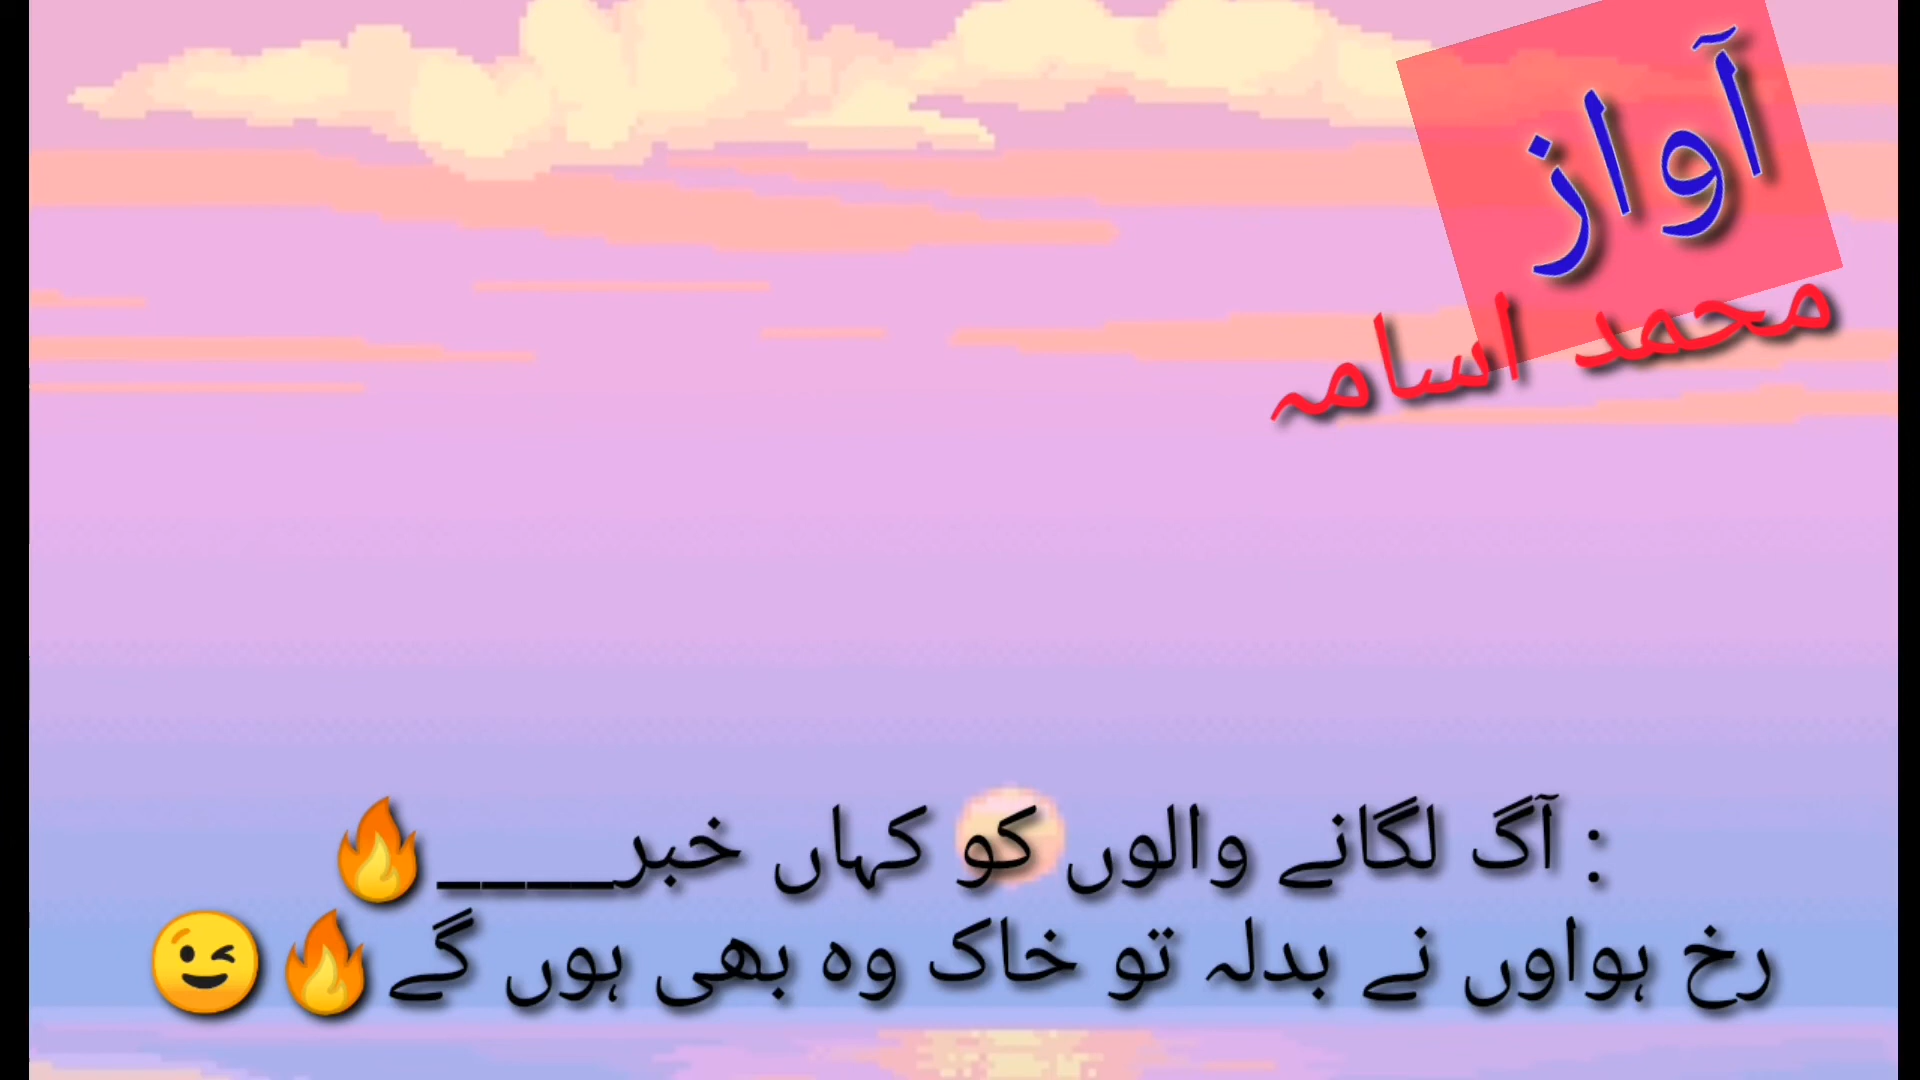 آواز
محمد اسامہ
: آگ لگانے والوں کو کہاں خبر____🔥
رخ ہواوں نے بدلہ تو خاک وہ بھی ہوں گے🔥😉